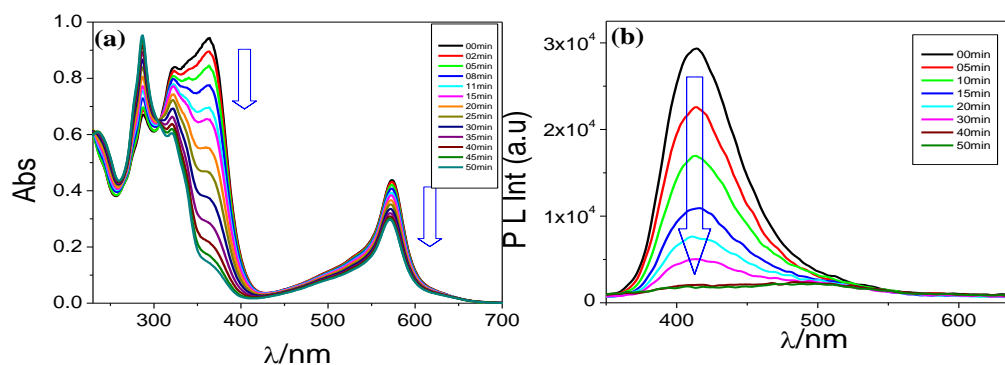 (a)
1.0
0.8
0.6
0.4
0.2
0.0
Abs
300
400
500
600
700
λ/nm
00min
02min
05min
08min
11min
15min
20min
25min
30min
35min
40min
45min
50min
(b)
3x10⁴
2x10⁴
1x10⁴
0
P L Int (a.u)
400
500
600
λ/nm
00min
05min
10min
15min
20min
30min
40min
50min